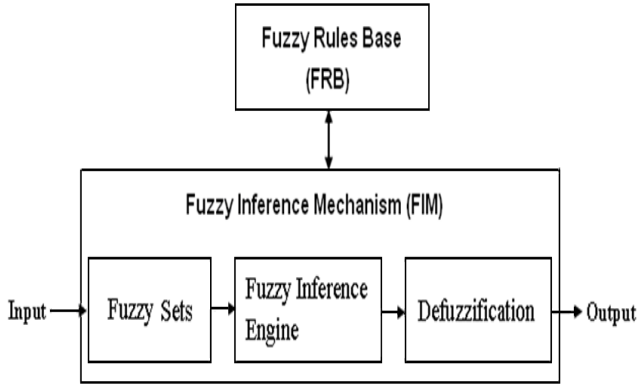 Fuzzy Rules Base
(FRB)
Fuzzy Inference Mechanism (FIM)
Input
Fuzzy Sets
Fuzzy Inference
Engine
Defuzzification
Output